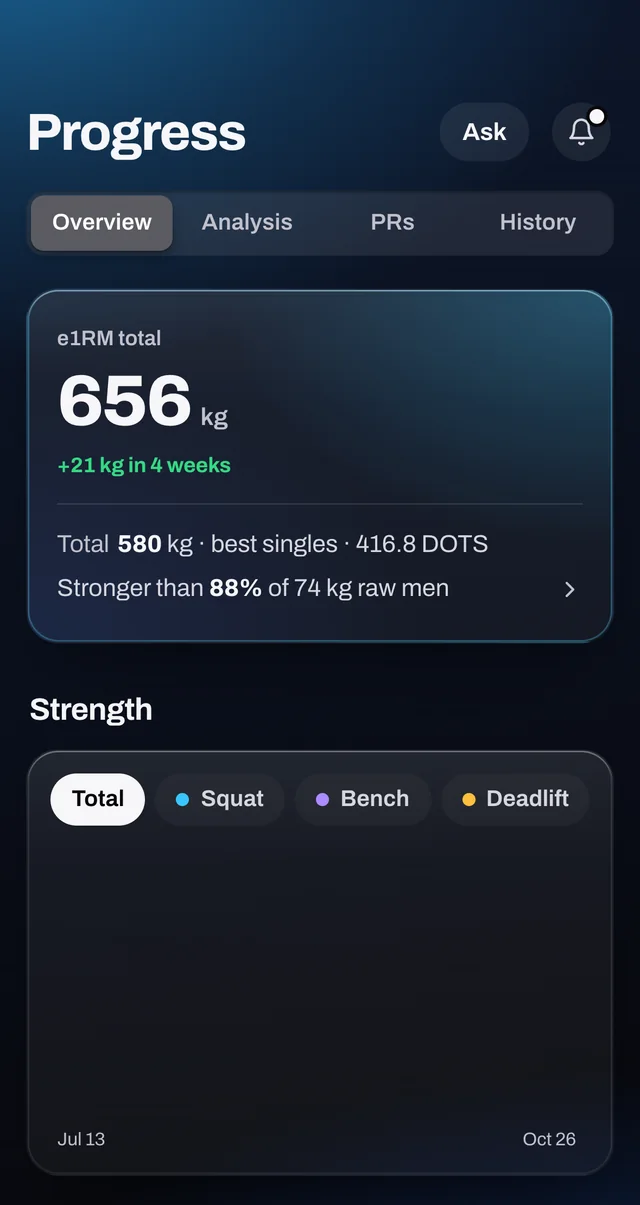 Progress
Ask
Overview Analysis PRs History
e1RM total
656 kg
+21 kg in 4 weeks
Total 580 kg · best singles · 416.8 DOTS
Stronger than 88% of 74 kg raw men
Strength
Total Squat Bench Deadlift
Jul 13 Oct 26